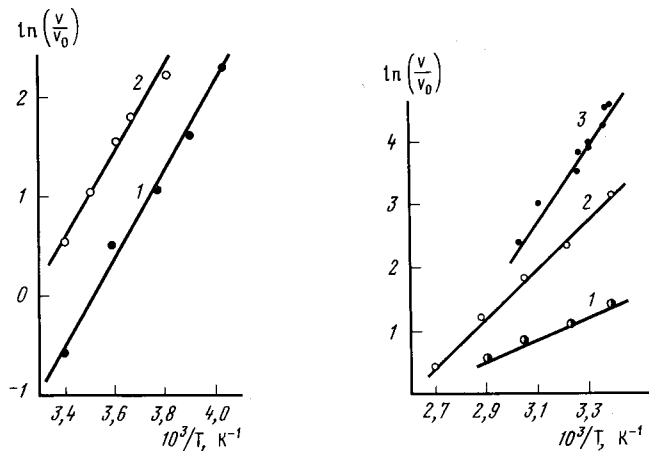 ln(v/v₀)
2
2
1
1
0
-1
3,4 3,6 3,8 4,0
10³/T, K⁻¹
ln(v/v₀)
3
4
3
2
2
1
1
2,7 2,9 3,1 3,3
10³/T, K⁻¹